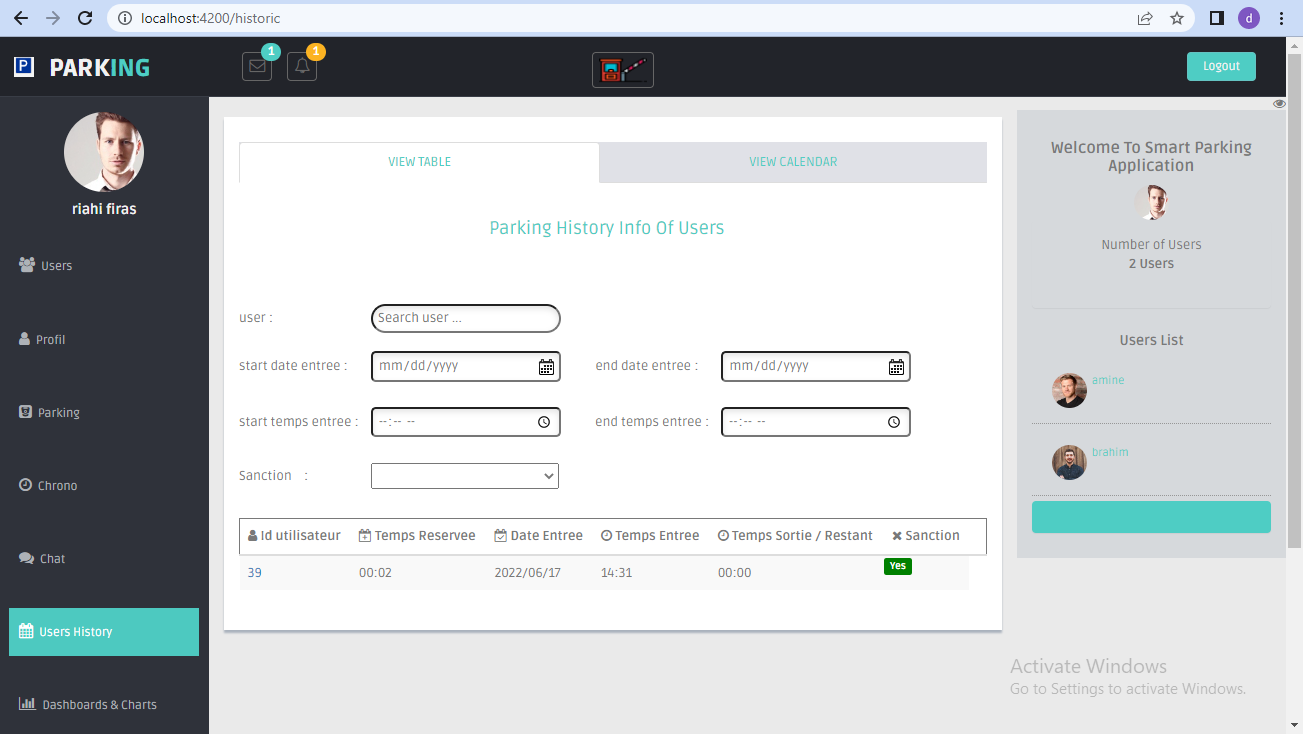 localhost:4200/historic
d
P PARKING
1
1
Logout
riahi firas
Users
Profil
Parking
Chrono
Chat
Users History
Dashboards & Charts
VIEW TABLE
VIEW CALENDAR
Parking History Info Of Users
user :
Search user ...
start date entree :
mm/dd/yyyy
end date entree :
mm/dd/yyyy
start temps entree :
--:-- --
end temps entree :
--:-- --
Sanction :
Id utilisateur Temps Reservee Date Entree Temps Entree Temps Sortie / Restant Sanction
39 00:02 2022/06/17 14:31 00:00 Yes
Welcome To Smart Parking
Application
Number of Users
2 Users
Users List
amine
brahim
Activate Windows
Go to Settings to activate Windows.